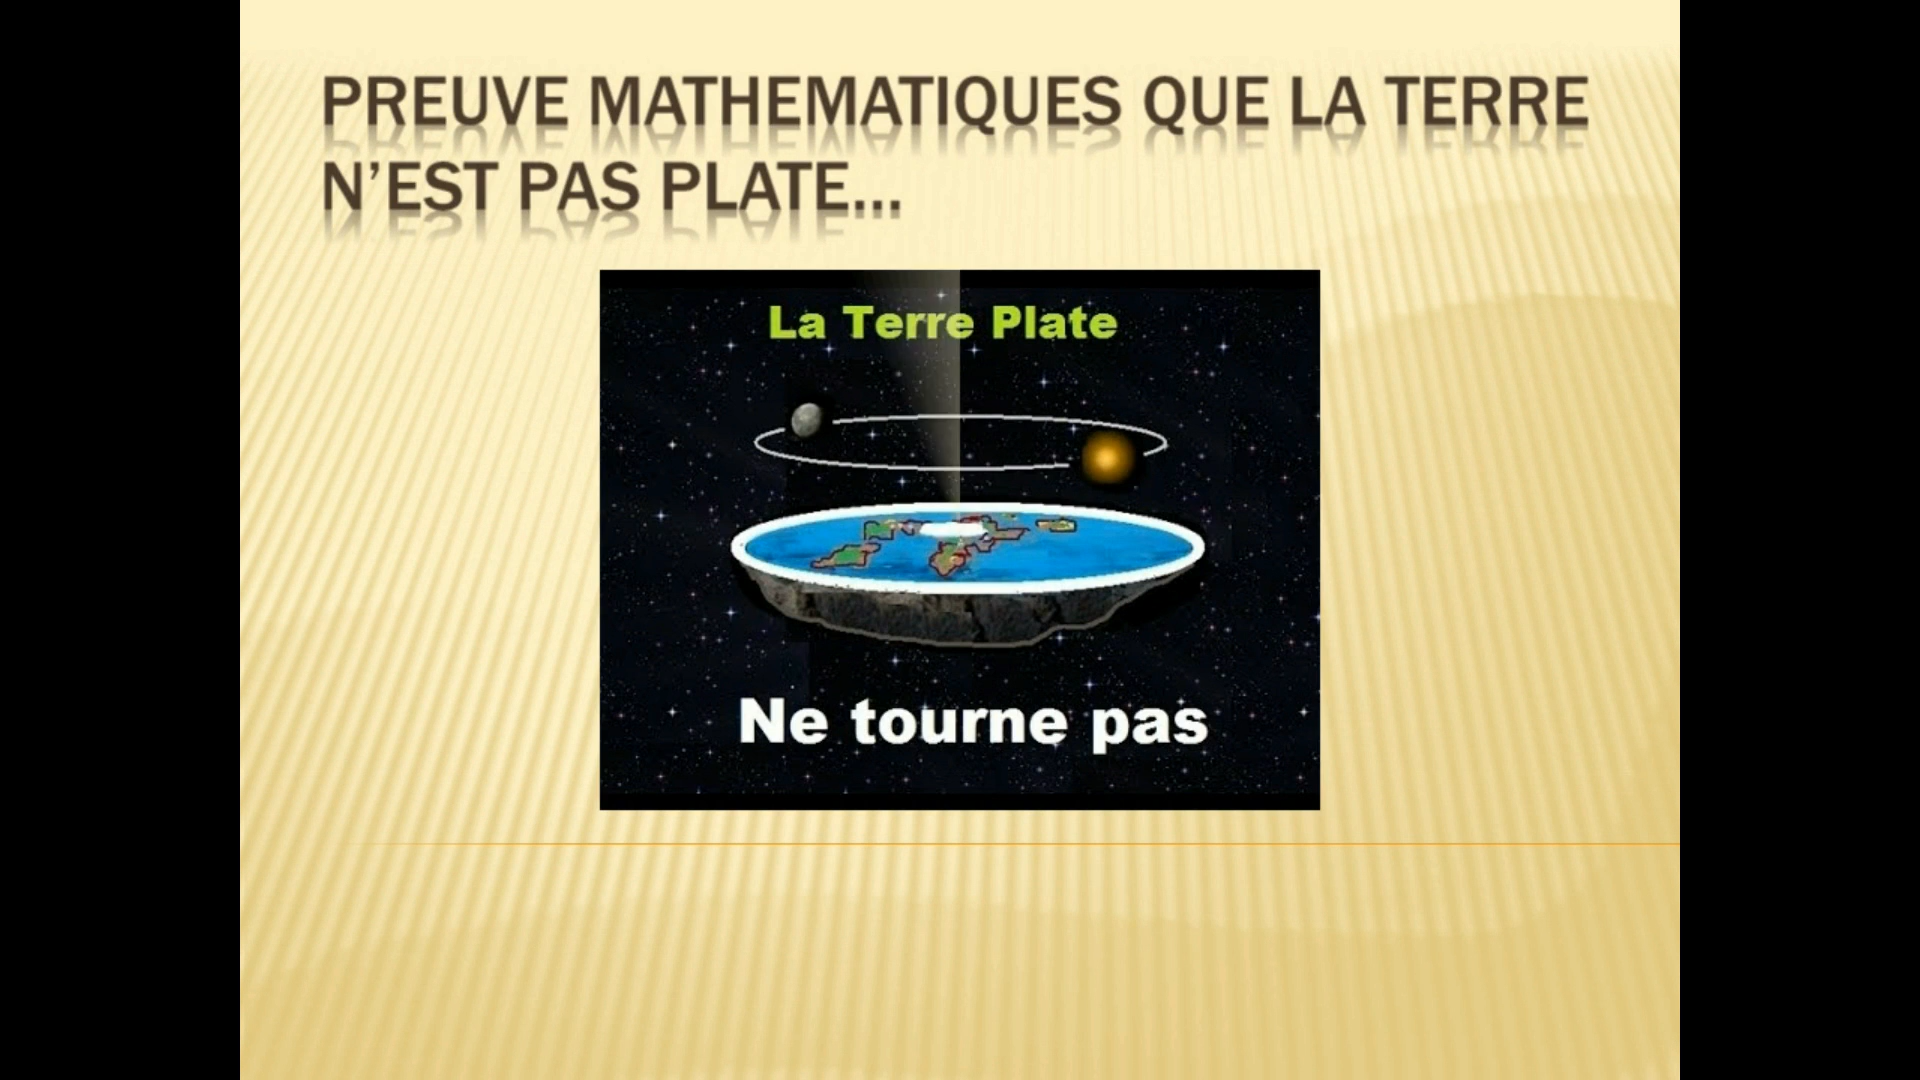 PREUVE MATHEMATIQUES QUE LA TERRE
N’EST PAS PLATE...
La Terre Plate
Ne tourne pas